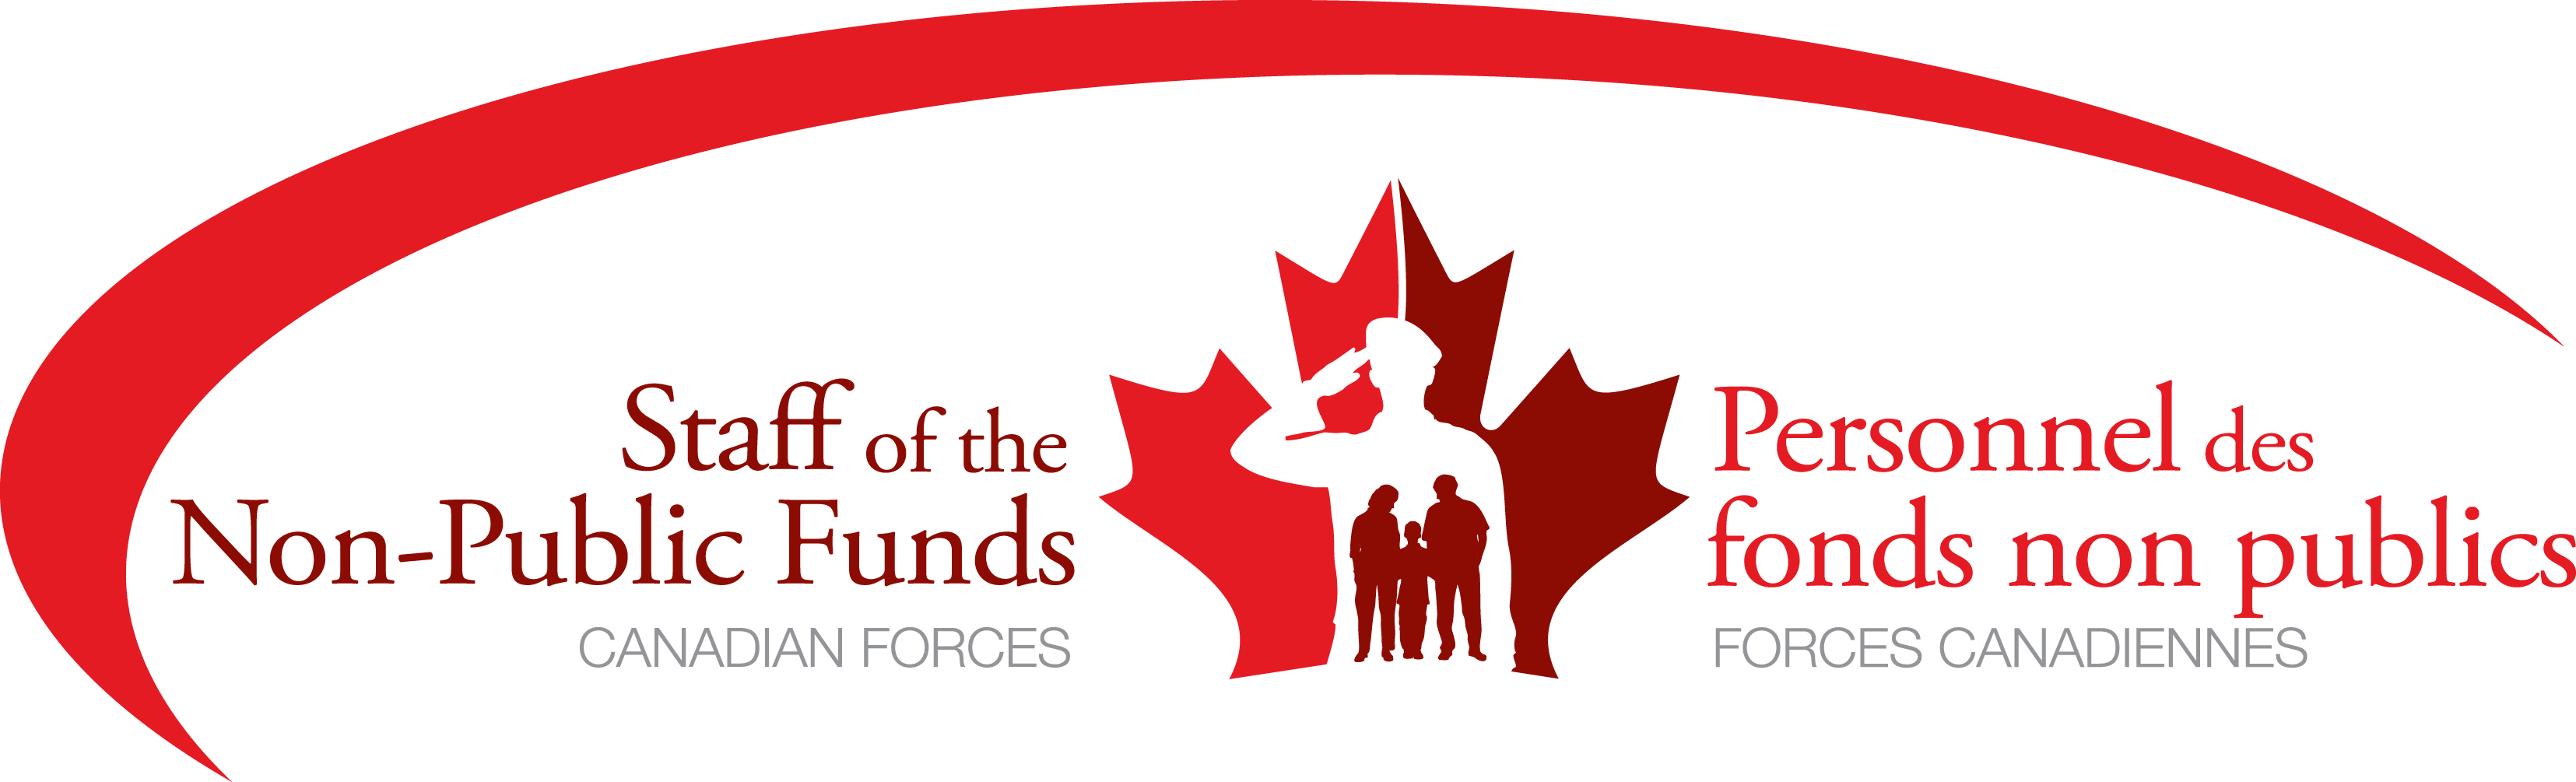 Staff of the
Non-Public Funds
CANADIAN FORCES
Personnel des
fonds non publics
FORCES CANADIENNES